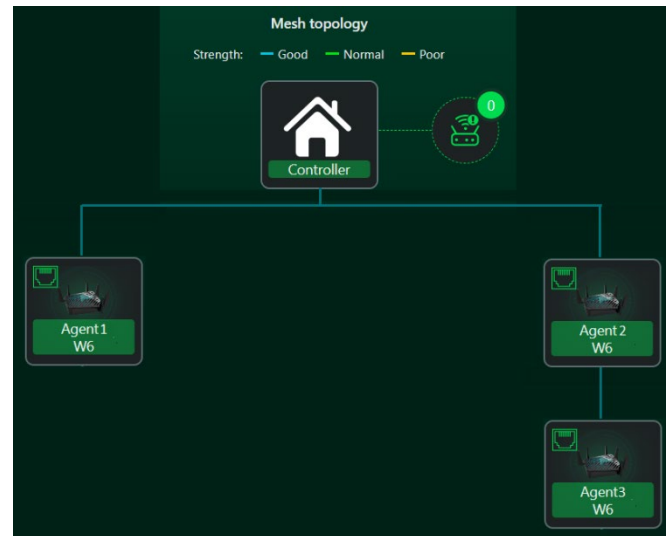 Mesh topology
Strength: Good Normal Poor
0
Controller
Agent1
W6
Agent2
W6
Agent3
W6